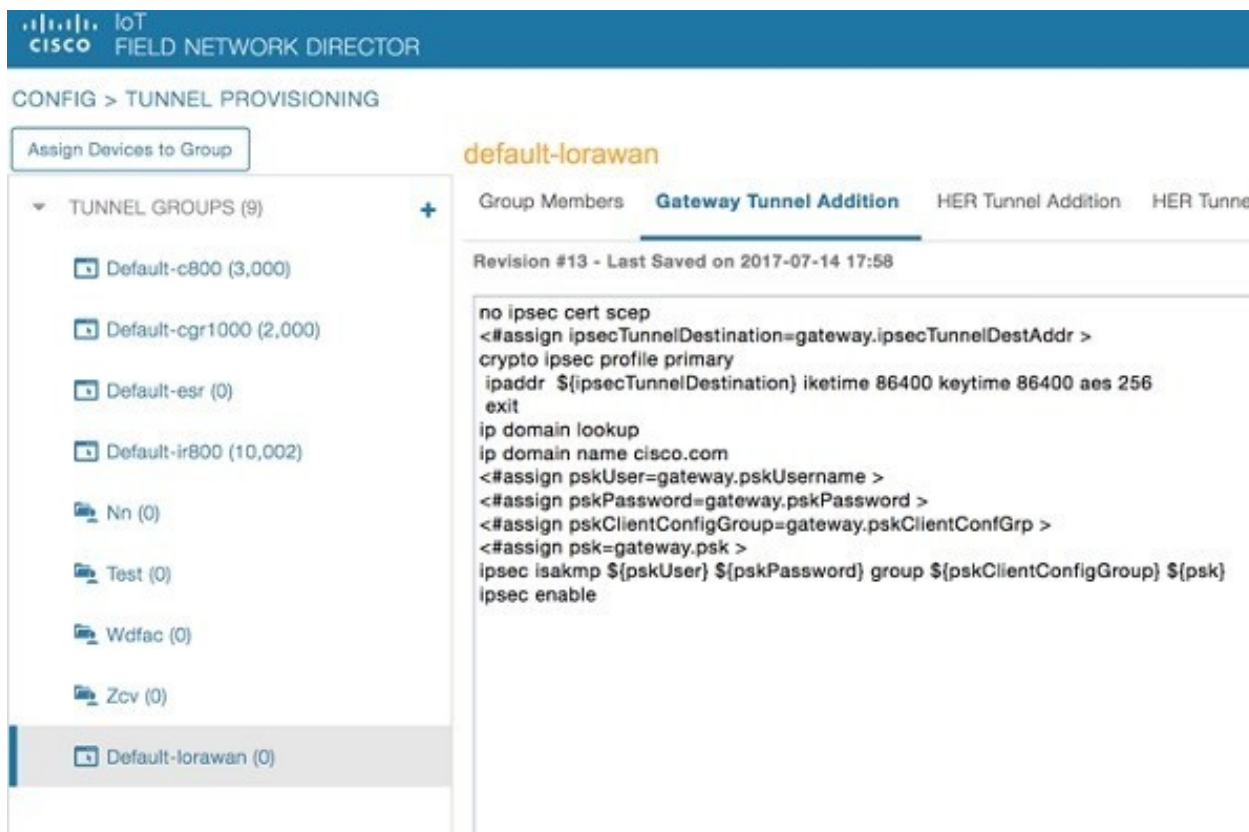 IoT
CISCO FIELD NETWORK DIRECTOR
CONFIG > TUNNEL PROVISIONING
Assign Devices to Group
TUNNEL GROUPS (9)
+
Default-c800 (3,000)
Default-cgr1000 (2,000)
Default-esr (0)
Default-ir800 (10,002)
Nn (0)
Test (0)
Wdfac (0)
Zcv (0)
Default-lorawan (0)
default-lorawan
Group Members Gateway Tunnel Addition HER Tunnel Addition HER Tunne
Revision #13 - Last Saved on 2017-07-14 17:58
no ipsec cert scep
<#assign ipsecTunnelDestination=gateway.ipsecTunnelDestAddr >
crypto ipsec profile primary
ipaddr ${ipsecTunnelDestination} iketime 86400 keytime 86400 aes 256
exit
ip domain lookup
ip domain name cisco.com
<#assign pskUser=gateway.pskUsername >
<#assign pskPassword=gateway.pskPassword >
<#assign pskClientConfigGroup=gateway.pskClientConfGrp >
<#assign psk=gateway.psk >
ipsec isakmp ${pskUser} ${pskPassword} group ${pskClientConfigGroup} ${psk}
ipsec enable